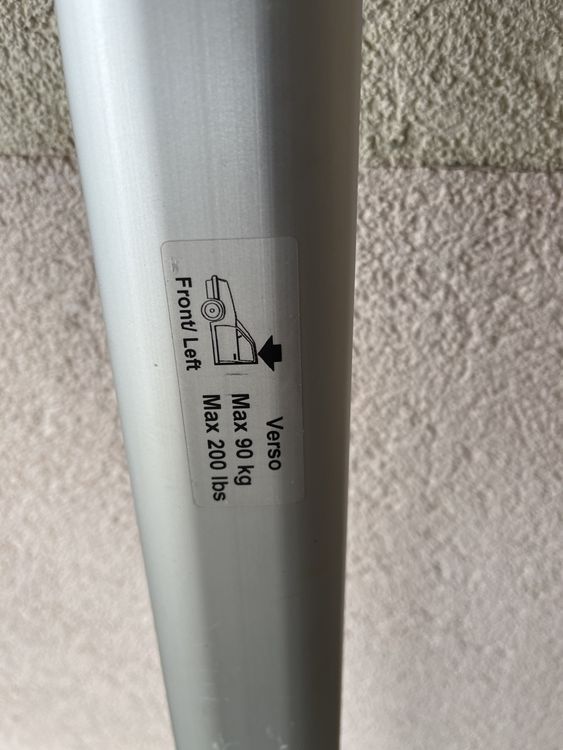 Verso
Max 90 kg
Max 200 lbs
Front/ Left